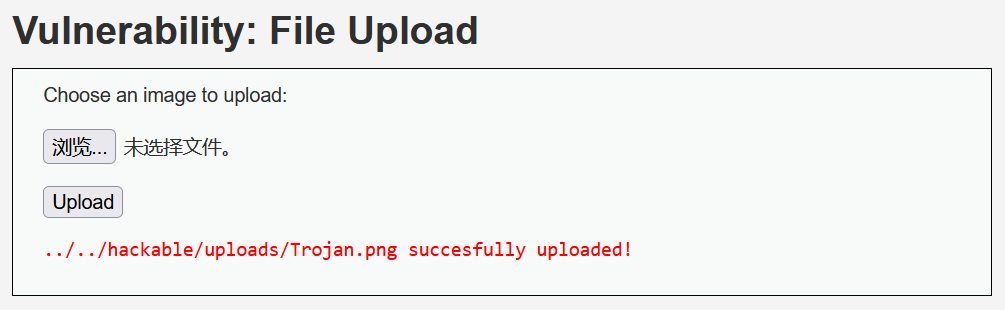 Vulnerability: File Upload
Choose an image to upload:
浏览... 未选择文件。
Upload
../../hackable/uploads/Trojan.png succesfully uploaded!